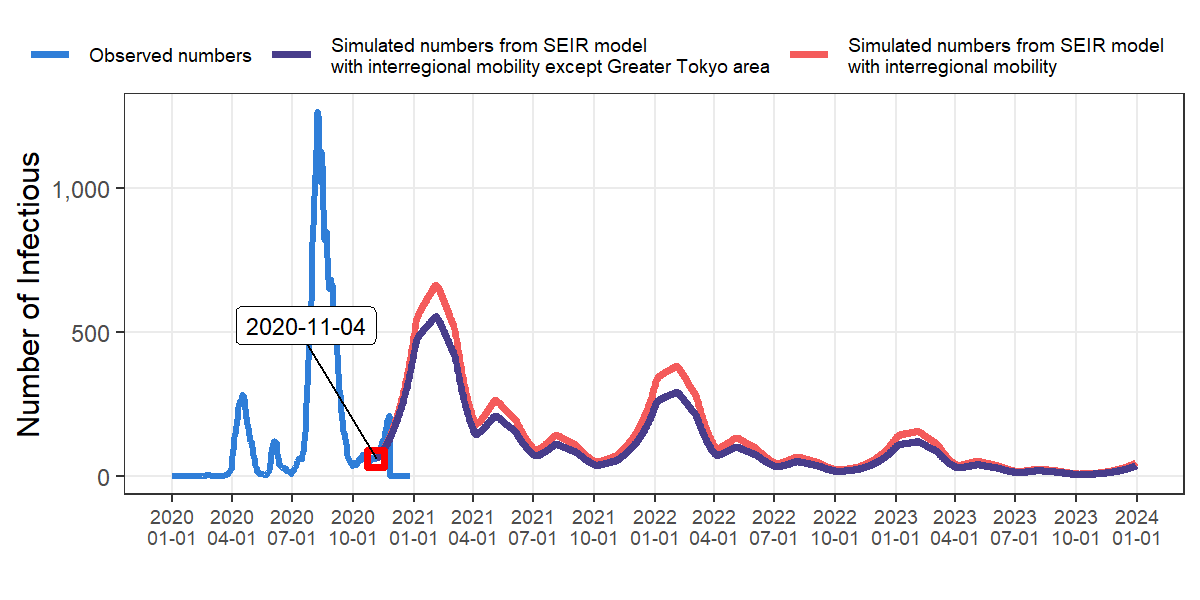 Observed numbers
Simulated numbers from SEIR model
with interregional mobility except Greater Tokyo area
Simulated numbers from SEIR model
with interregional mobility
Number of Infectious
1,000
500
0
2020-11-04
2020 2020 2020 2020 2021 2021 2021 2021 2022 2022 2022 2022 2023 2023 2023 2023 2024
01-01 04-01 07-01 10-01 01-01 04-01 07-01 10-01 01-01 04-01 07-01 10-01 01-01 04-01 07-01 10-01 01-01